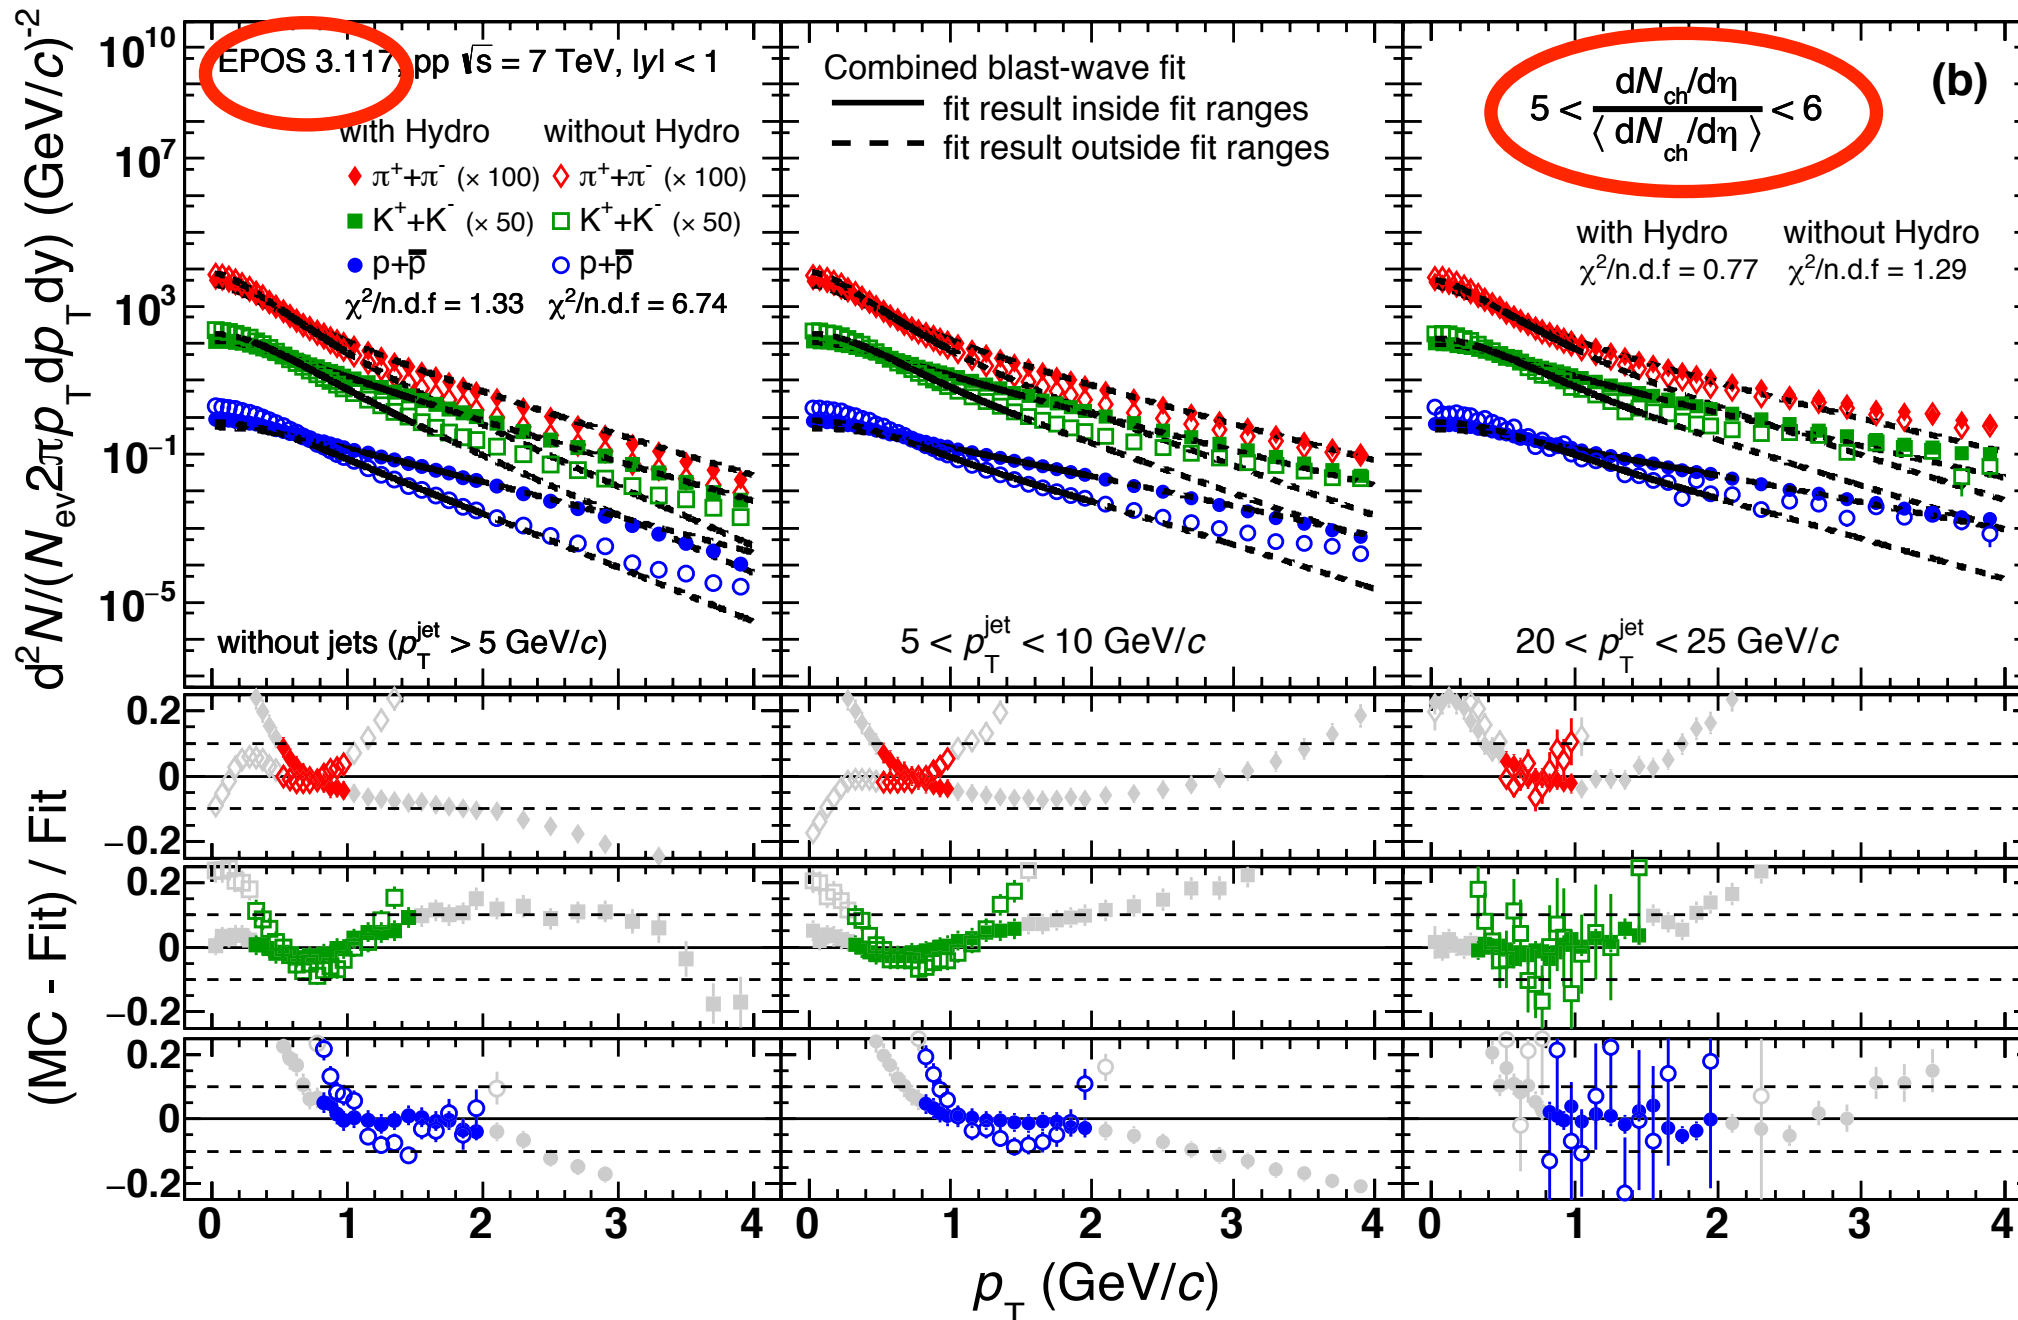 d²N/(N_ev 2πp_T dp_T dy) (GeV/c)⁻²
10¹⁰
10⁷
10³
10⁻¹
10⁻⁵
EPOS 3.117, pp √s = 7 TeV, |y| < 1
with Hydro without Hydro
π⁺+π⁻ (× 100) π⁺+π⁻ (× 100)
K⁺+K⁻ (× 50) K⁺+K⁻ (× 50)
p+p̄ p+p̄
χ²/n.d.f = 1.33 χ²/n.d.f = 6.74
without jets (p_T^jet > 5 GeV/c)
Combined blast-wave fit
fit result inside fit ranges
fit result outside fit ranges
5 < p_T^jet < 10 GeV/c
5 < dN_ch/dη / ⟨ dN_ch/dη ⟩ < 6
(b)
with Hydro without Hydro
χ²/n.d.f = 0.77 χ²/n.d.f = 1.29
20 < p_T^jet < 25 GeV/c
(MC - Fit) / Fit
0.2
0
−0.2
0.2
0
−0.2
0.2
0
−0.2
0 1 2 3 4 0 1 2 3 4 0 1 2 3 4
p_T (GeV/c)